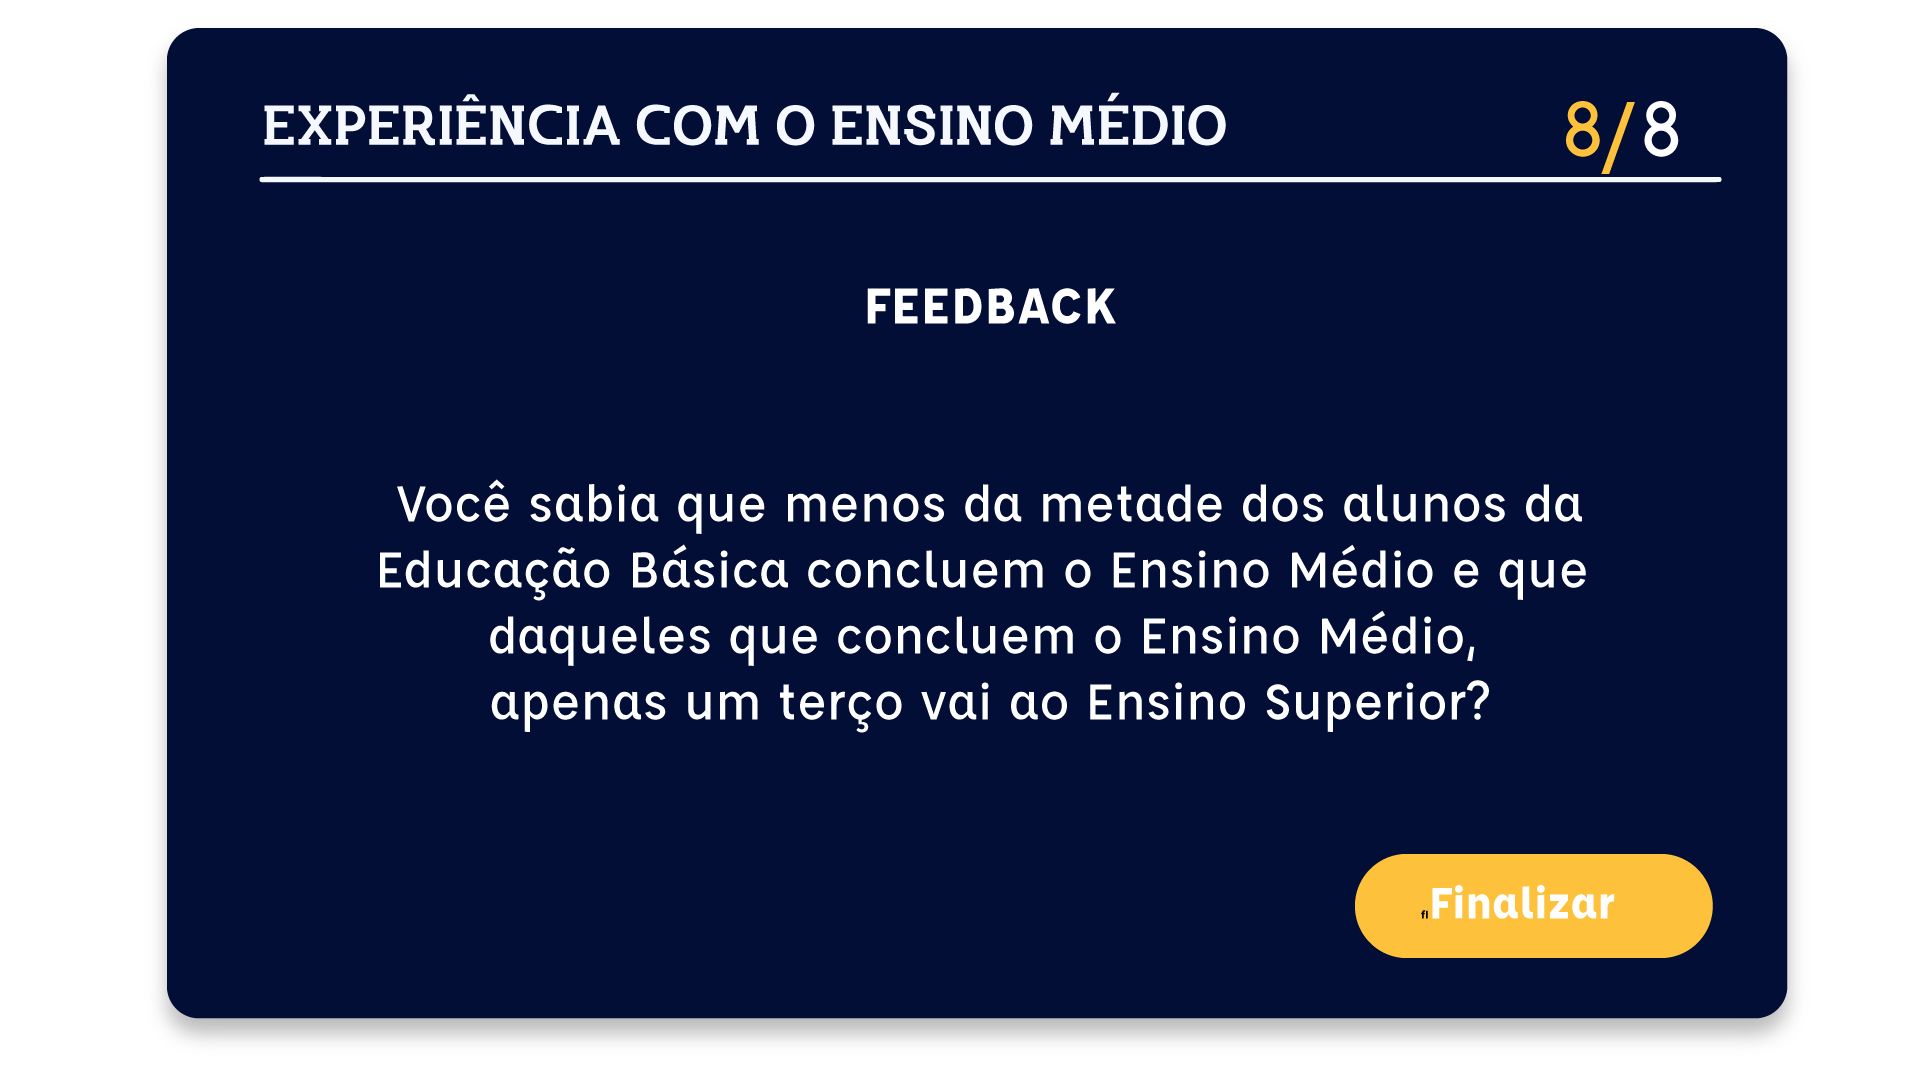 EXPERIÊNCIA COM O ENSINO MÉDIO
8/8
FEEDBACK
Você sabia que menos da metade dos alunos da
Educação Básica concluem o Ensino Médio e que
daqueles que concluem o Ensino Médio,
apenas um terço vai ao Ensino Superior?
Finalizar